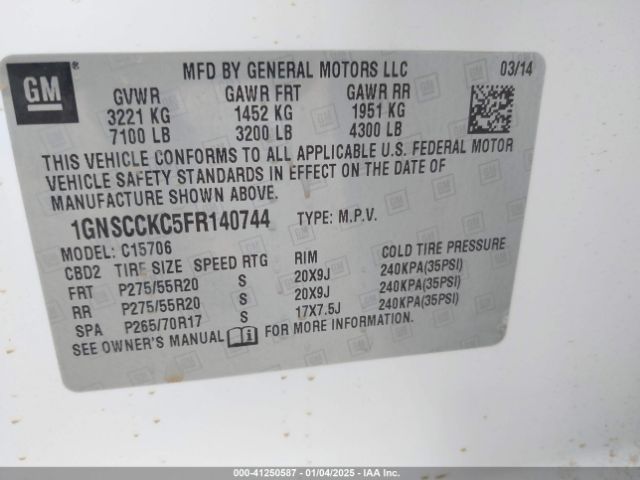 GM ® MFD BY GENERAL MOTORS LLC 03/14
GVWR GAWR FRT GAWR RR
3221 KG 1452 KG 1951 KG
7100 LB 3200 LB 4300 LB
THIS VEHICLE CONFORMS TO ALL APPLICABLE U.S. FEDERAL MOTOR
VEHICLE SAFETY STANDARDS IN EFFECT ON THE DATE OF
MANUFACTURE SHOWN ABOVE.
1GNSCCKC5FR140744 TYPE: M.P.V.
MODEL: C15706
CBD2 TIRE SIZE SPEED RTG RIM COLD TIRE PRESSURE
FRT P275/55R20 S 20X9J 240KPA(35PSI)
RR P275/55R20 S 20X9J 240KPA(35PSI)
SPA P265/70R17 S 17X7.5J 240KPA(35PSI)
SEE OWNER'S MANUAL FOR MORE INFORMATION.
000-41250587 - 01/04/2025 - IAA Inc.